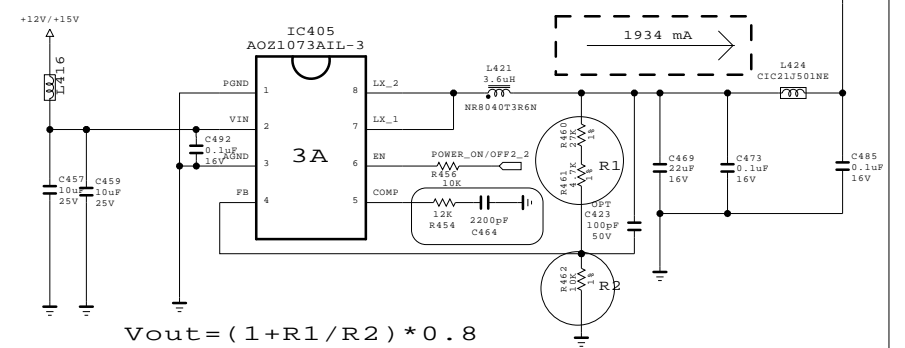 +12V/+15V
L416
IC405
AOZ1073AIL-3
3A
PGND
1
VIN
2
AGND
3
FB
4
8
LX_2
7
LX_1
6
EN
5
COMP
C492
0.1uF
16V
C457
10uF
25V
C459
10uF
25V
L421
3.6uH
NR8040T3R6N
1934 mA
L424
CIC21J501NE
POWER_ON/OFF2_2
R456
10K
12K
R454
2200pF
C464
R460
27K
1%
R461
4.7K
1%
R1
OPT
C423
100pF
50V
R462
10K
1%
R2
C469
22uF
16V
C473
0.1uF
16V
C485
0.1uF
16V
Vout=(1+R1/R2)*0.8